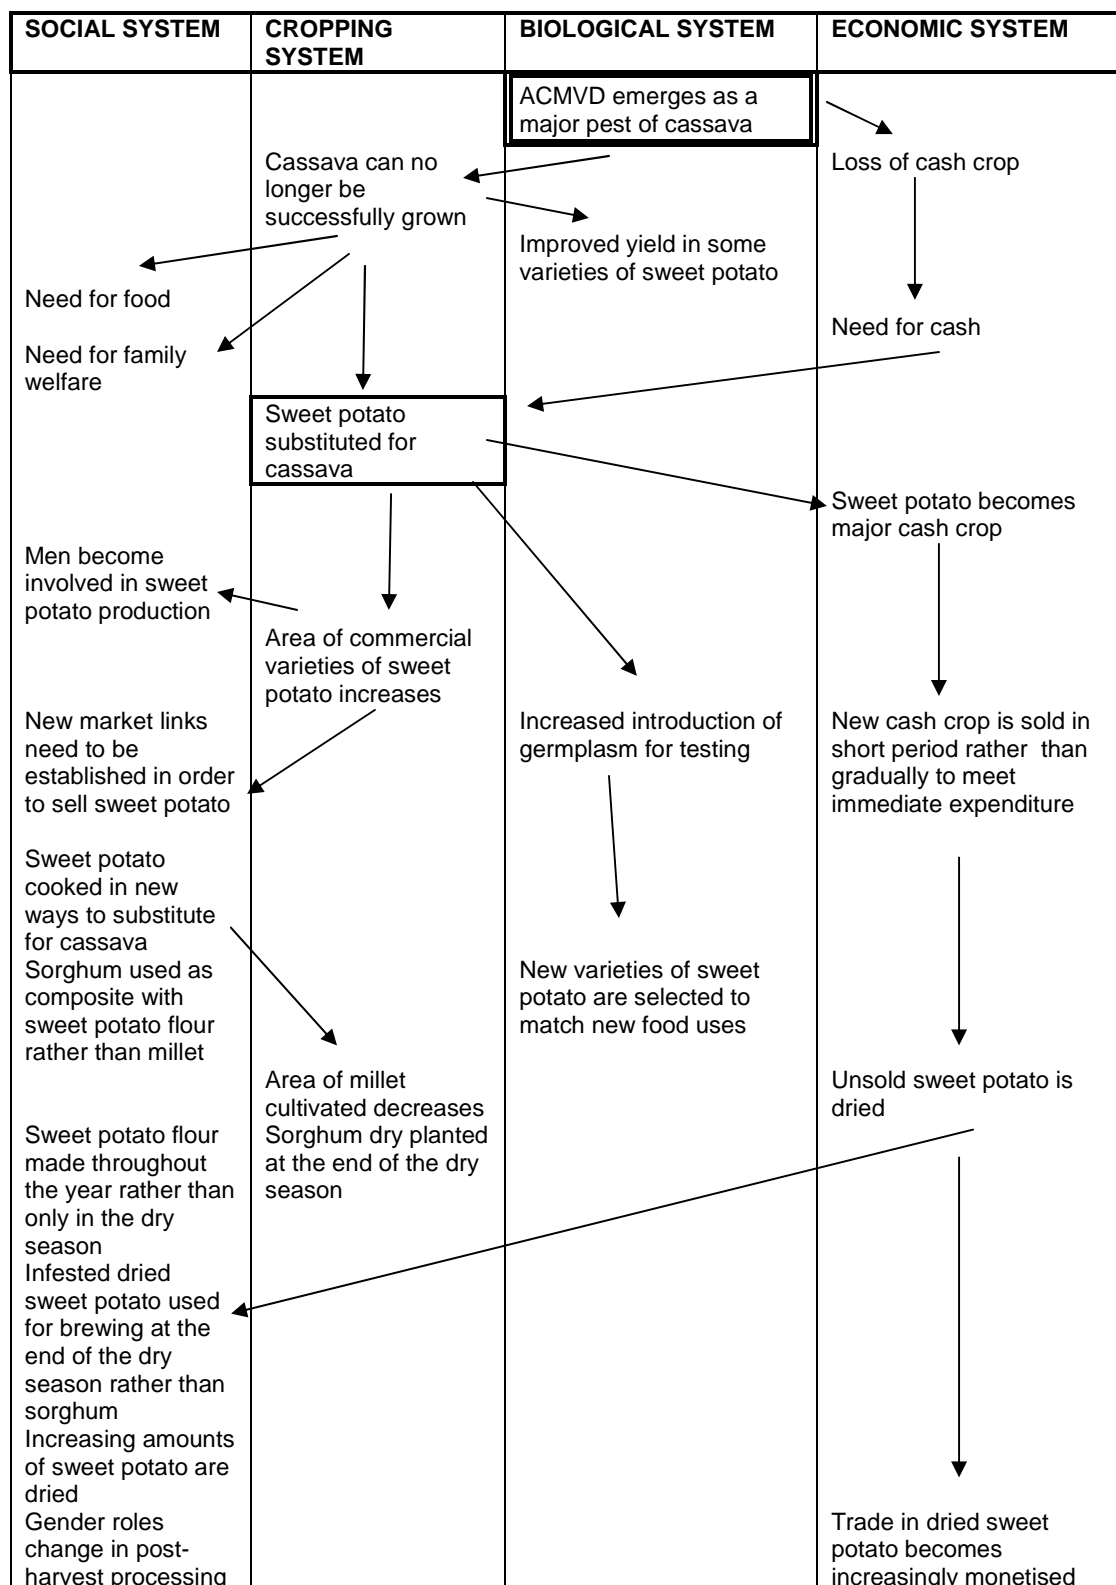 SOCIAL SYSTEM
CROPPING
SYSTEM
BIOLOGICAL SYSTEM
ECONOMIC SYSTEM
ACMVD emerges as a
major pest of cassava
Cassava can no
longer be
successfully grown
Loss of cash crop
Improved yield in some
varieties of sweet potato
Need for food
Need for cash
Need for family
welfare
Sweet potato
substituted for
cassava
Sweet potato becomes
major cash crop
Men become
involved in sweet
potato production
Area of commercial
varieties of sweet
potato increases
New market links
need to be
established in order
to sell sweet potato
Increased introduction of
germplasm for testing
New cash crop is sold in
short period rather than
gradually to meet
immediate expenditure
Sweet potato
cooked in new
ways to substitute
for cassava
Sorghum used as
composite with
sweet potato flour
rather than millet
New varieties of sweet
potato are selected to
match new food uses
Area of millet
cultivated decreases
Sorghum dry planted
at the end of the dry
season
Unsold sweet potato is
dried
Sweet potato flour
made throughout
the year rather than
only in the dry
season
Infested dried
sweet potato used
for brewing at the
end of the dry
season rather than
sorghum
Increasing amounts
of sweet potato are
dried
Gender roles
change in post-
harvest processing
Trade in dried sweet
potato becomes
increasingly monetised